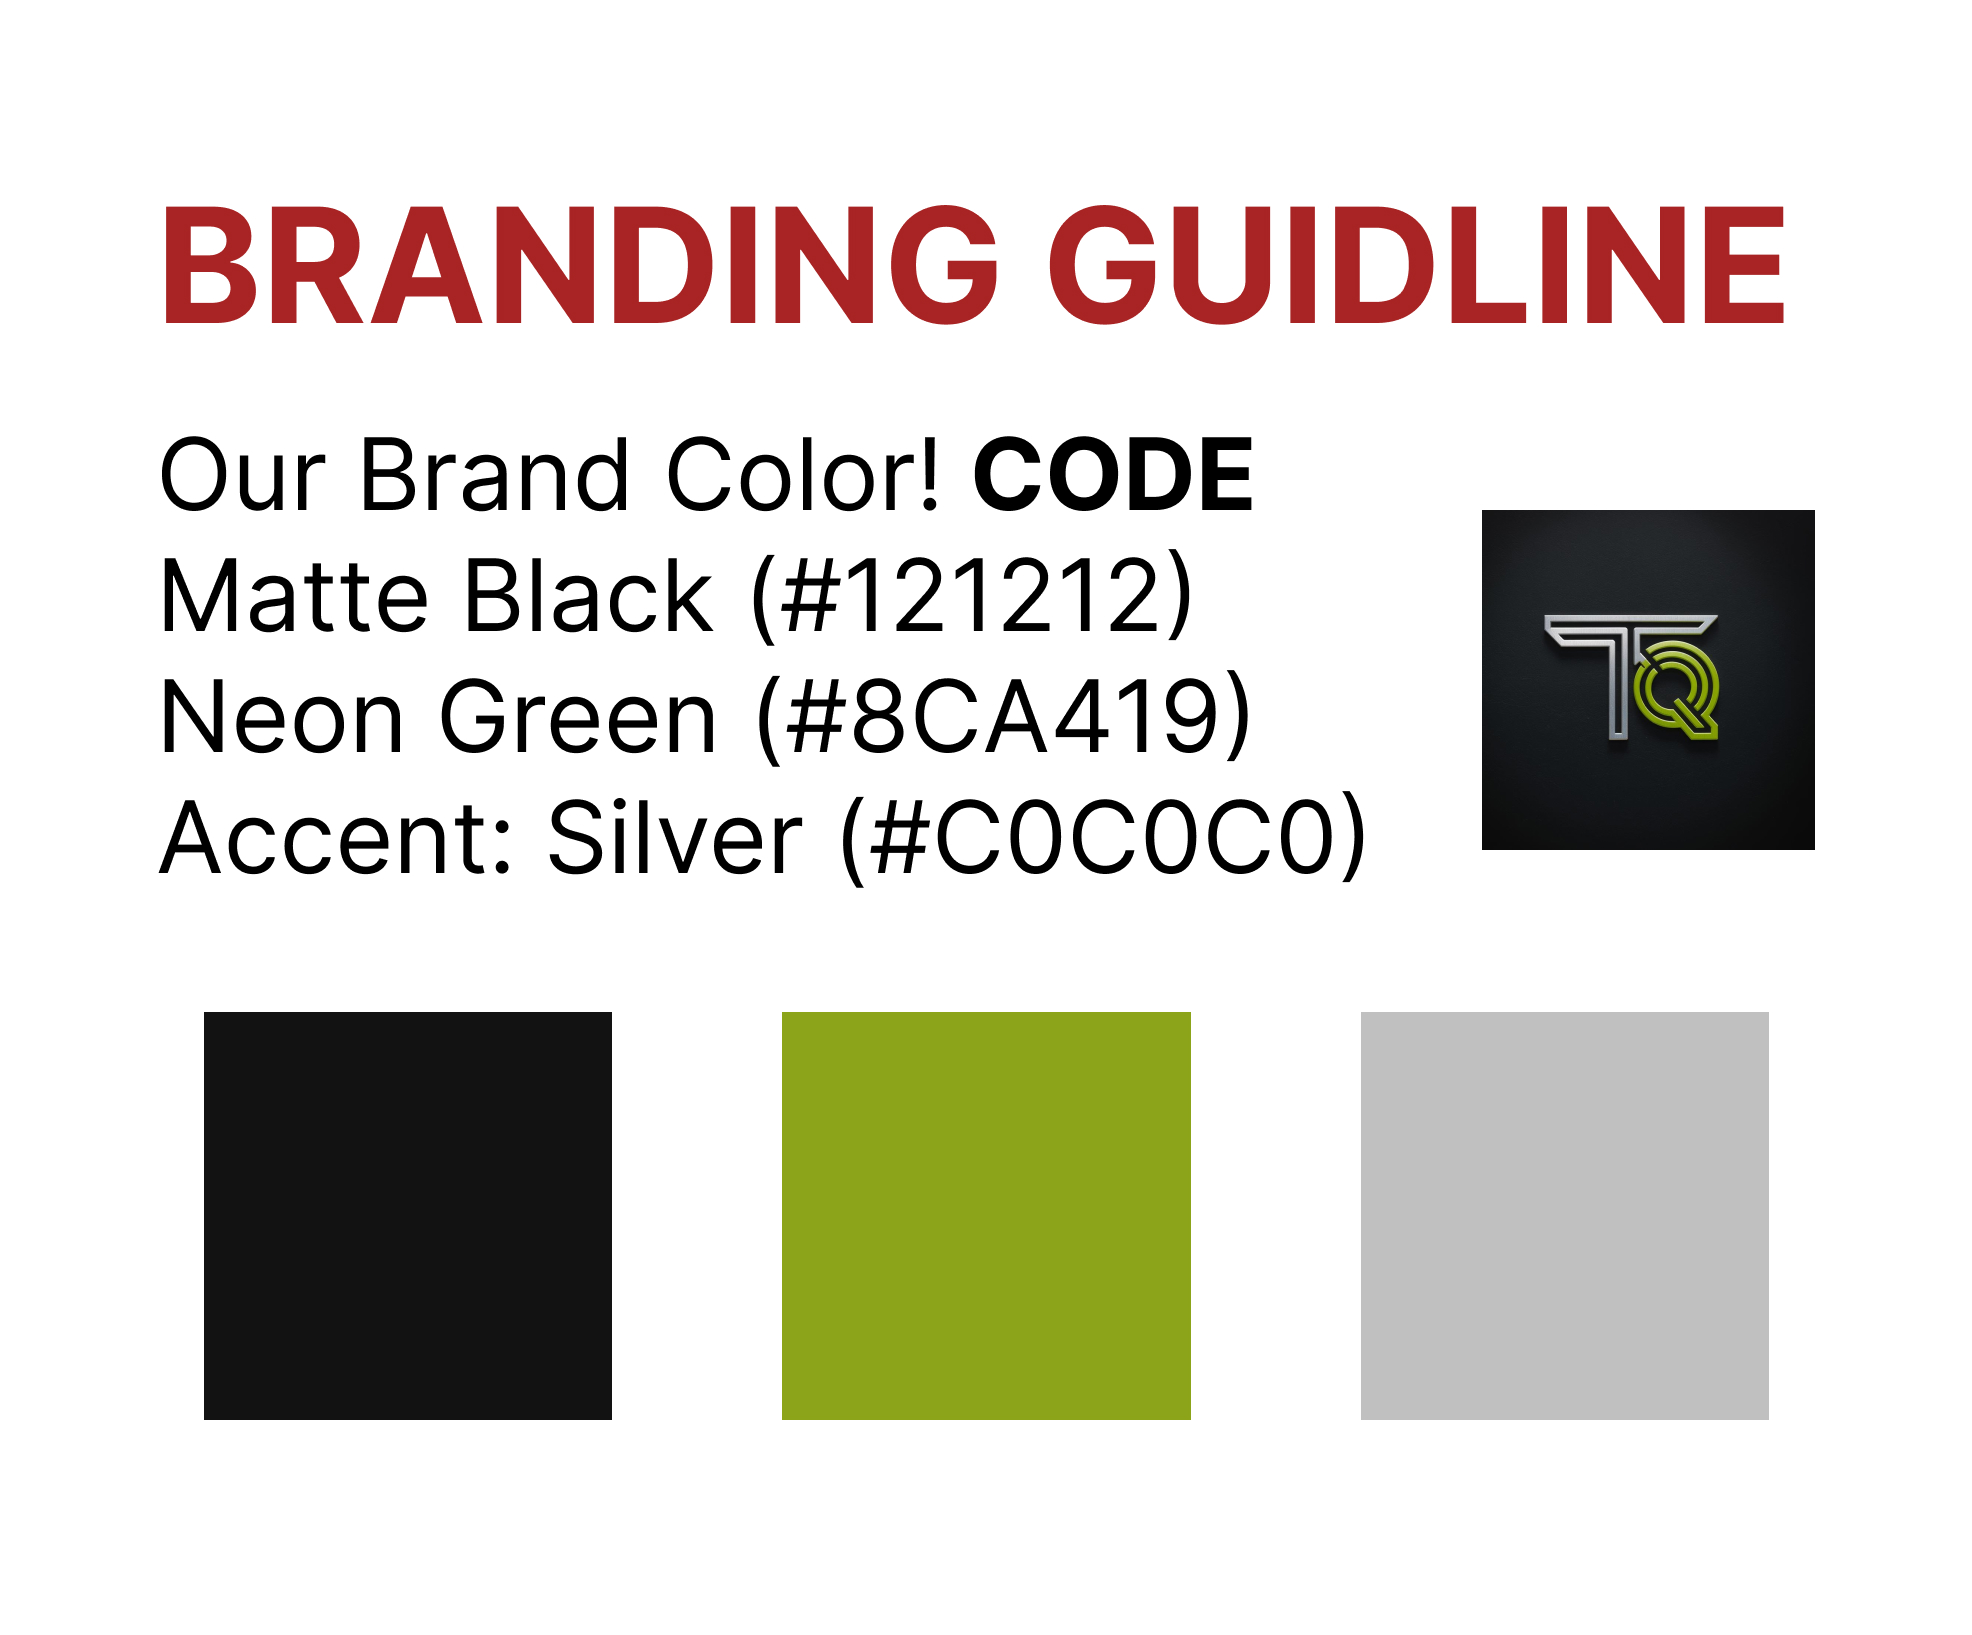 BRANDING GUIDLINE
Our Brand Color! CODE
Matte Black (#121212)
Neon Green (#8CA419)
Accent: Silver (#C0C0C0)
TQ